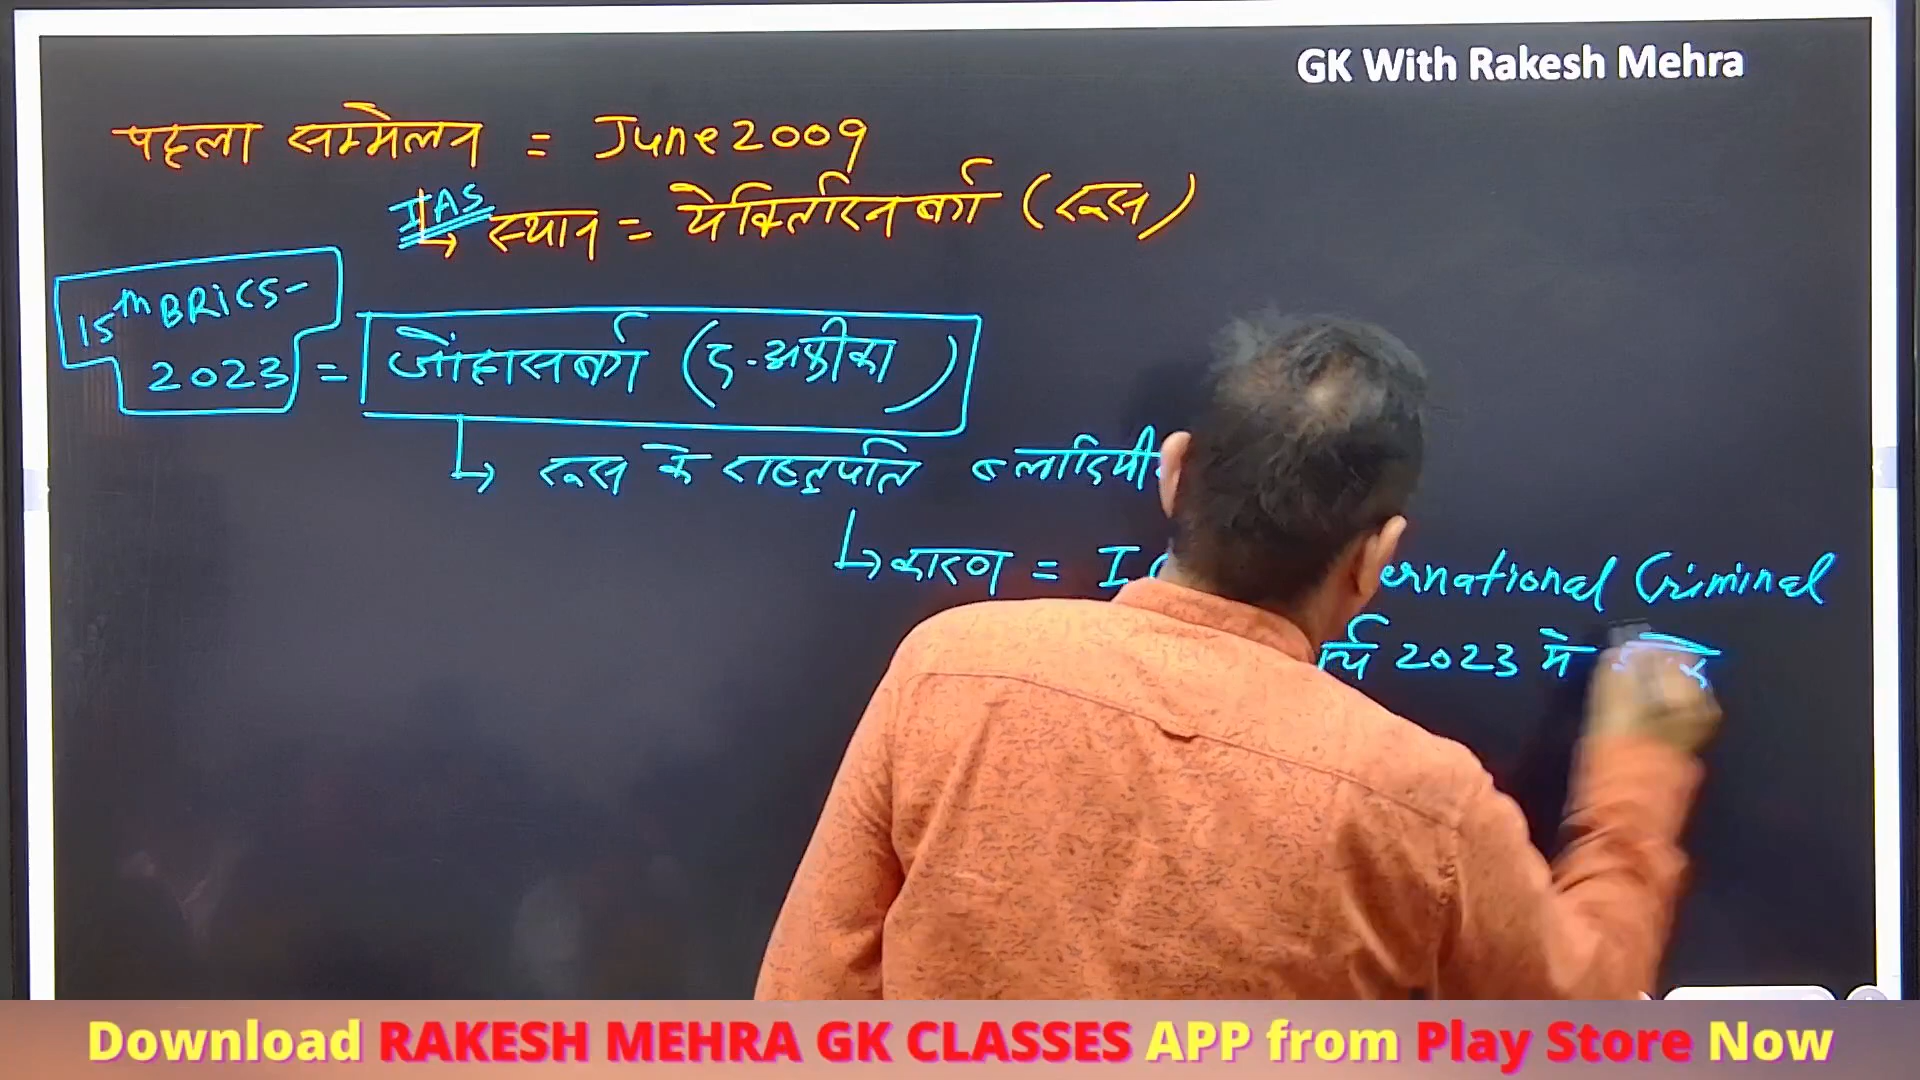 GK With Rakesh Mehra
पहला सम्मेलन = June 2009
IAS
↳ स्थान = येकतिरिनबर्ग (रूस)
15th BRICS-
2023 = जोहासबर्ग (द.अफ्रीका)
↳ रूस के राष्ट्रपति ब्लादिमी
↳ कारण = I ernational Criminal
2023 में
Download RAKESH MEHRA GK CLASSES APP from Play Store Now